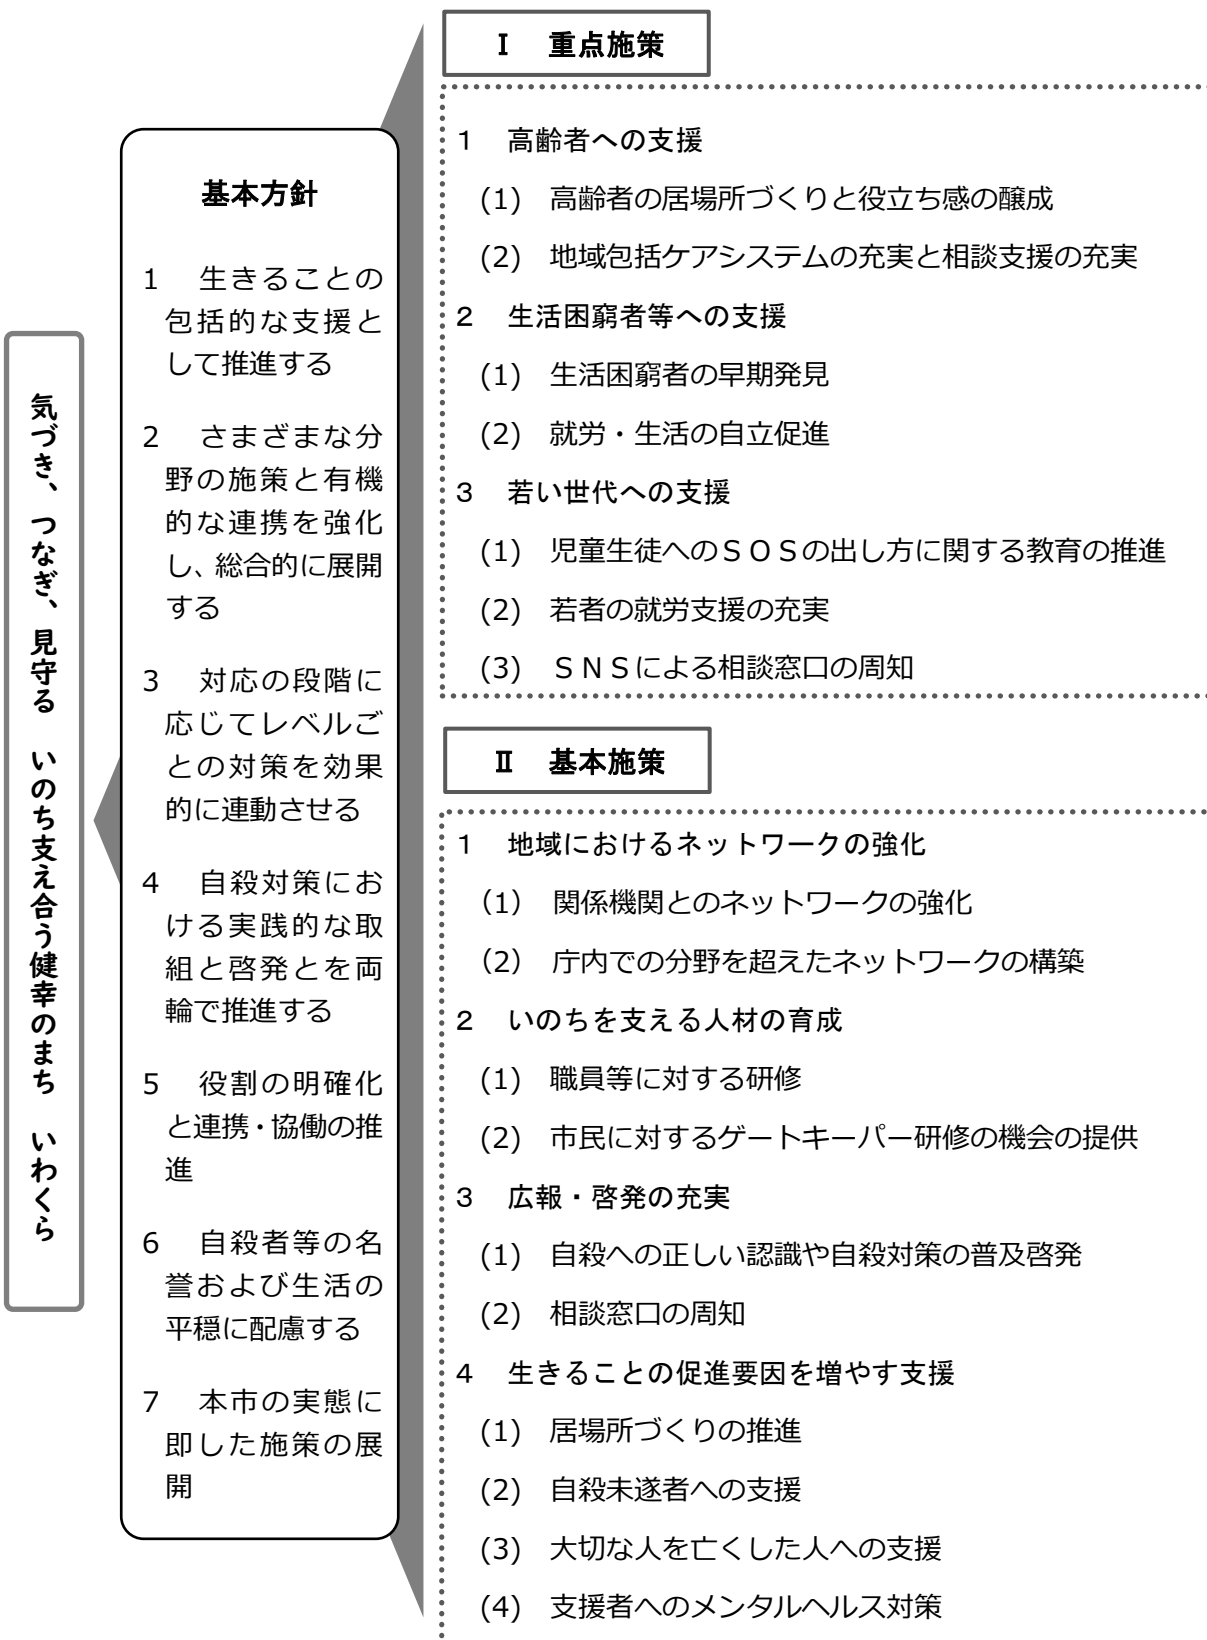 気づき、つなぎ、見守る　いのち支え合う健幸のまち　いわくら
基本方針
1　生きることの
包括的な支援と
して推進する
2　さまざまな分
野の施策と有機
的な連携を強化
し、総合的に展開
する
3　対応の段階に
応じてレベルご
との対策を効果
的に連動させる
4　自殺対策にお
ける実践的な取
組と啓発とを両
輪で推進する
5　役割の明確化
と連携・協働の推
進
6　自殺者等の名
誉および生活の
平穏に配慮する
7　本市の実態に
即した施策の展
開
Ⅰ　重点施策
1　高齢者への支援
(1)　高齢者の居場所づくりと役立ち感の醸成
(2)　地域包括ケアシステムの充実と相談支援の充実
2　生活困窮者等への支援
(1)　生活困窮者の早期発見
(2)　就労・生活の自立促進
3　若い世代への支援
(1)　児童生徒へのＳＯＳの出し方に関する教育の推進
(2)　若者の就労支援の充実
(3)　ＳＮＳによる相談窓口の周知
Ⅱ　基本施策
1　地域におけるネットワークの強化
(1)　関係機関とのネットワークの強化
(2)　庁内での分野を超えたネットワークの構築
2　いのちを支える人材の育成
(1)　職員等に対する研修
(2)　市民に対するゲートキーパー研修の機会の提供
3　広報・啓発の充実
(1)　自殺への正しい認識や自殺対策の普及啓発
(2)　相談窓口の周知
4　生きることの促進要因を増やす支援
(1)　居場所づくりの推進
(2)　自殺未遂者への支援
(3)　大切な人を亡くした人への支援
(4)　支援者へのメンタルヘルス対策